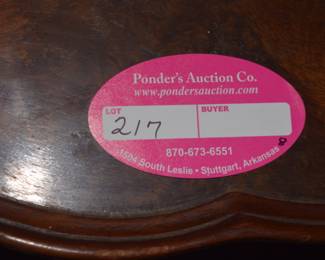 Ponder's Auction Co.
www.pondersauction.com
LOT
BUYER
217
870-673-6551
1504 South Leslie • Stuttgart, Arkansas